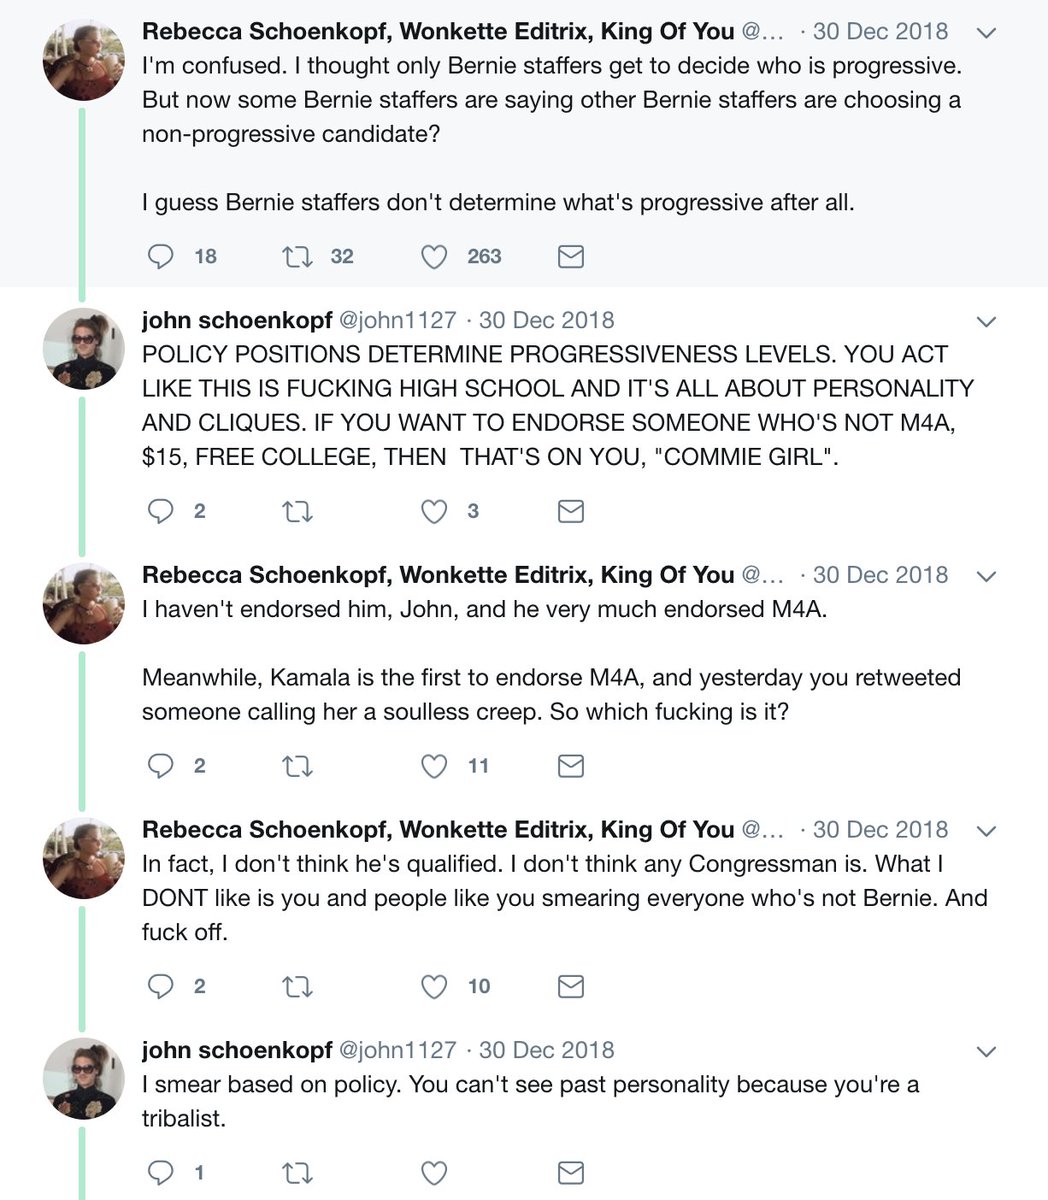 Rebecca Schoenkopf, Wonkette Editrix, King Of You @... · 30 Dec 2018
I'm confused. I thought only Bernie staffers get to decide who is progressive.
But now some Bernie staffers are saying other Bernie staffers are choosing a
non-progressive candidate?
I guess Bernie staffers don't determine what's progressive after all.
18 32 263
john schoenkopf @john1127 · 30 Dec 2018
POLICY POSITIONS DETERMINE PROGRESSIVENESS LEVELS. YOU ACT
LIKE THIS IS FUCKING HIGH SCHOOL AND IT'S ALL ABOUT PERSONALITY
AND CLIQUES. IF YOU WANT TO ENDORSE SOMEONE WHO'S NOT M4A,
$15, FREE COLLEGE, THEN  THAT'S ON YOU, "COMMIE GIRL".
2 3
Rebecca Schoenkopf, Wonkette Editrix, King Of You @... · 30 Dec 2018
I haven't endorsed him, John, and he very much endorsed M4A.
Meanwhile, Kamala is the first to endorse M4A, and yesterday you retweeted
someone calling her a soulless creep. So which fucking is it?
2 11
Rebecca Schoenkopf, Wonkette Editrix, King Of You @... · 30 Dec 2018
In fact, I don't think he's qualified. I don't think any Congressman is. What I
DONT like is you and people like you smearing everyone who's not Bernie. And
fuck off.
2 10
john schoenkopf @john1127 · 30 Dec 2018
I smear based on policy. You can't see past personality because you're a
tribalist.
1